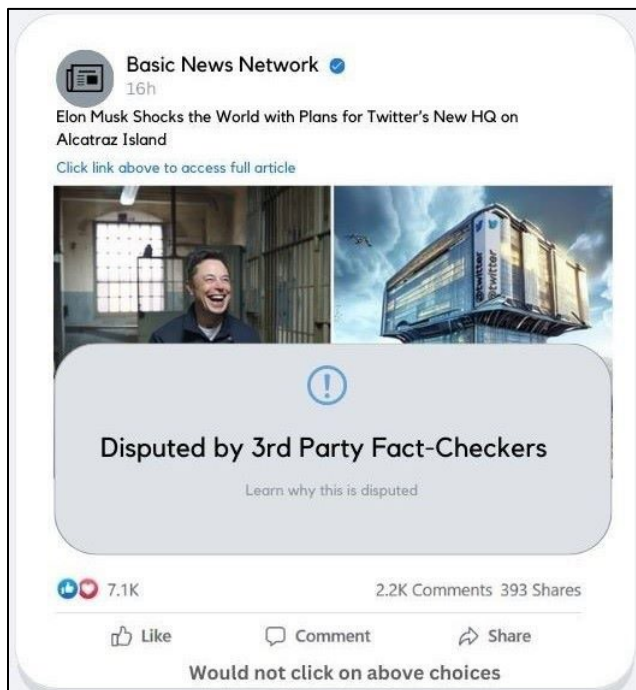 Basic News Network
16h
Elon Musk Shocks the World with Plans for Twitter's New HQ on
Alcatraz Island
Click link above to access full article
@twitter
@twitter
Disputed by 3rd Party Fact-Checkers
Learn why this is disputed
7.1K 2.2K Comments 393 Shares
Like Comment Share
Would not click on above choices